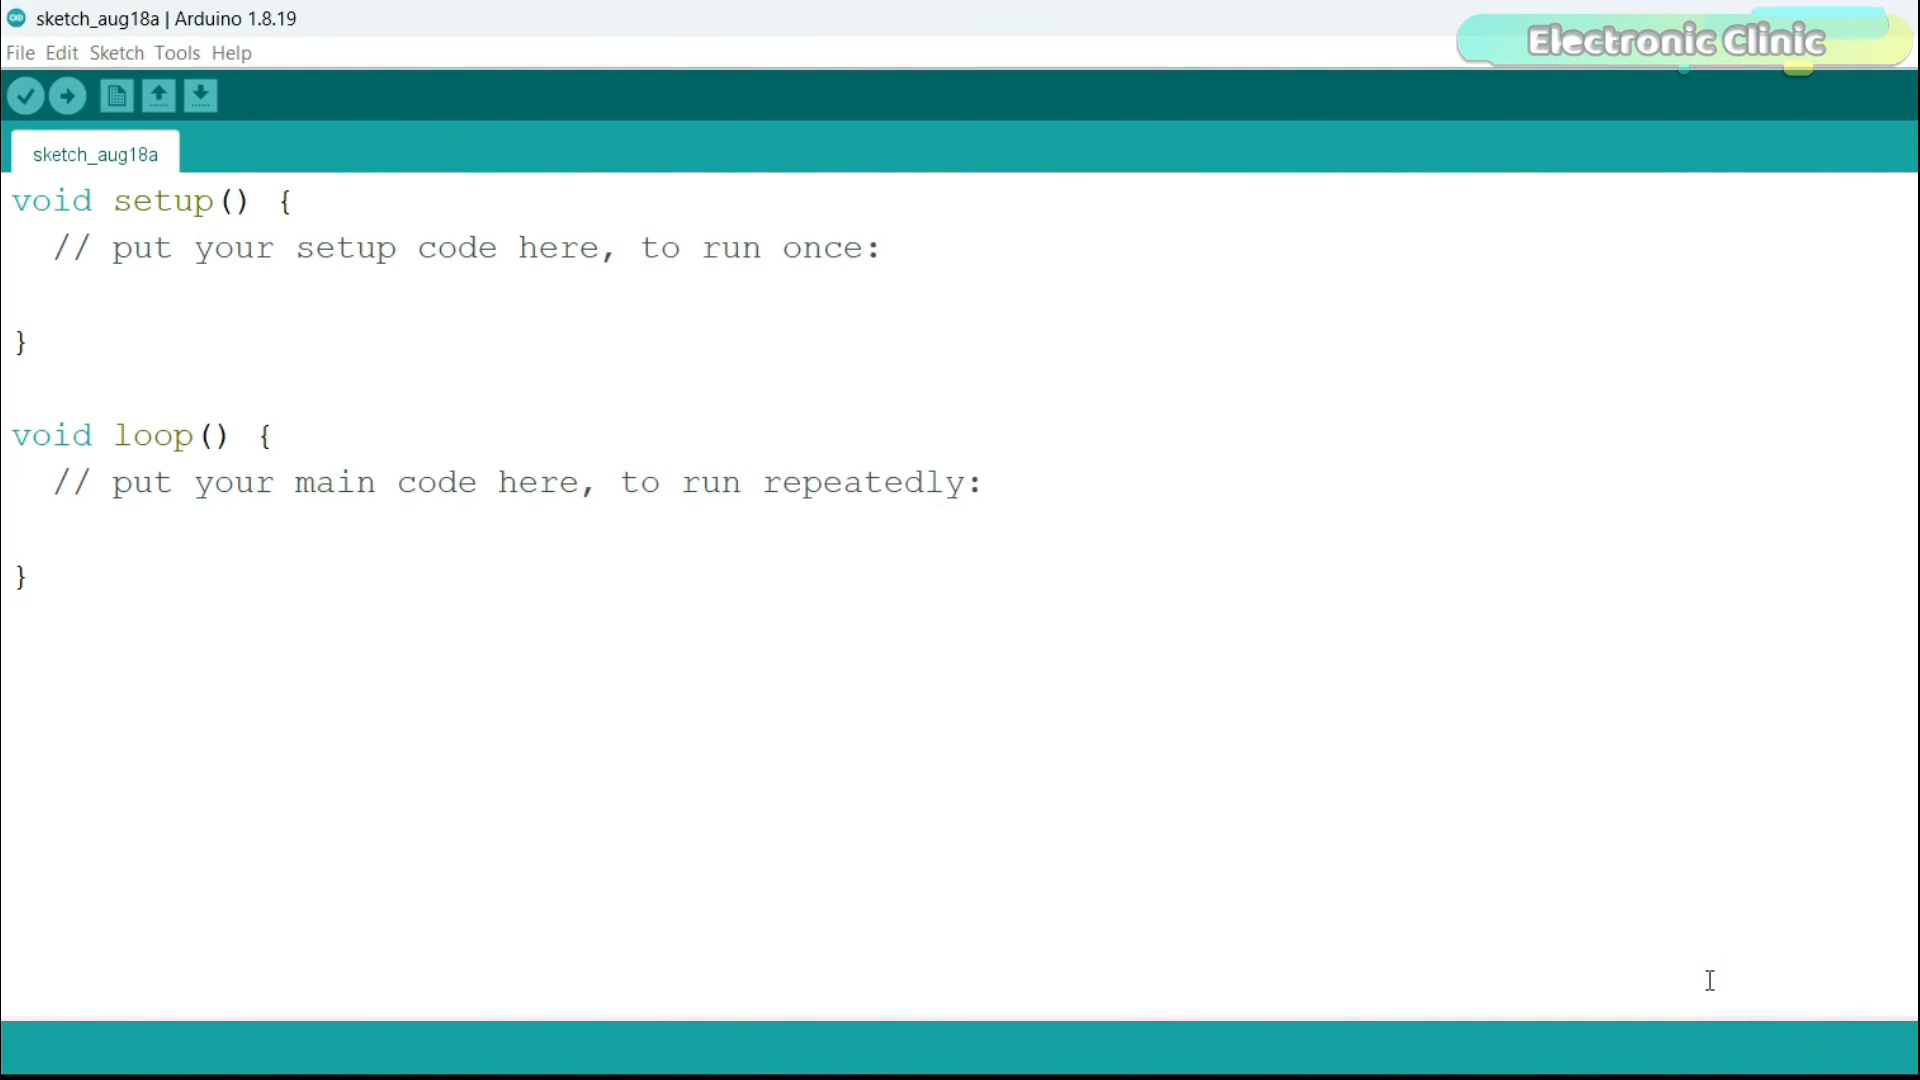 sketch_aug18a | Arduino 1.8.19
Electronic Clinic
File Edit Sketch Tools Help
sketch_aug18a
void setup() {
  // put your setup code here, to run once:
}
void loop() {
  // put your main code here, to run repeatedly:
}